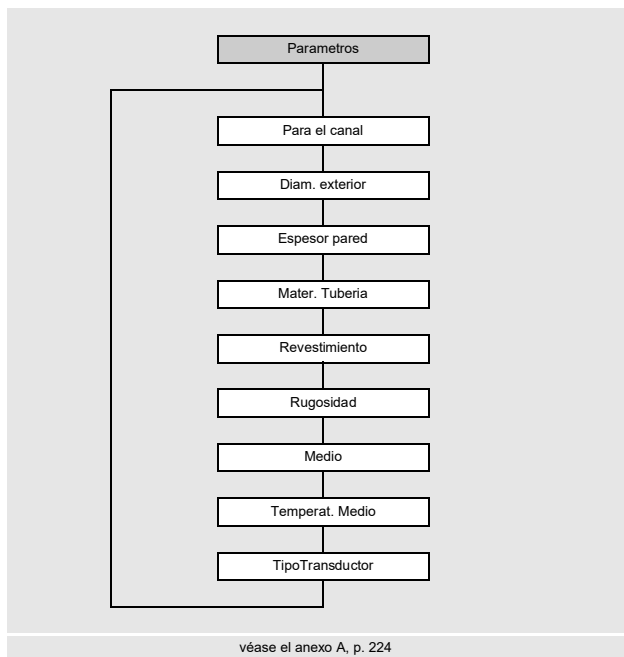 Parametros
Para el canal
Diam. exterior
Espesor pared
Mater. Tuberia
Revestimiento
Rugosidad
Medio
Temperat. Medio
TipoTransductor
véase el anexo A, p. 224